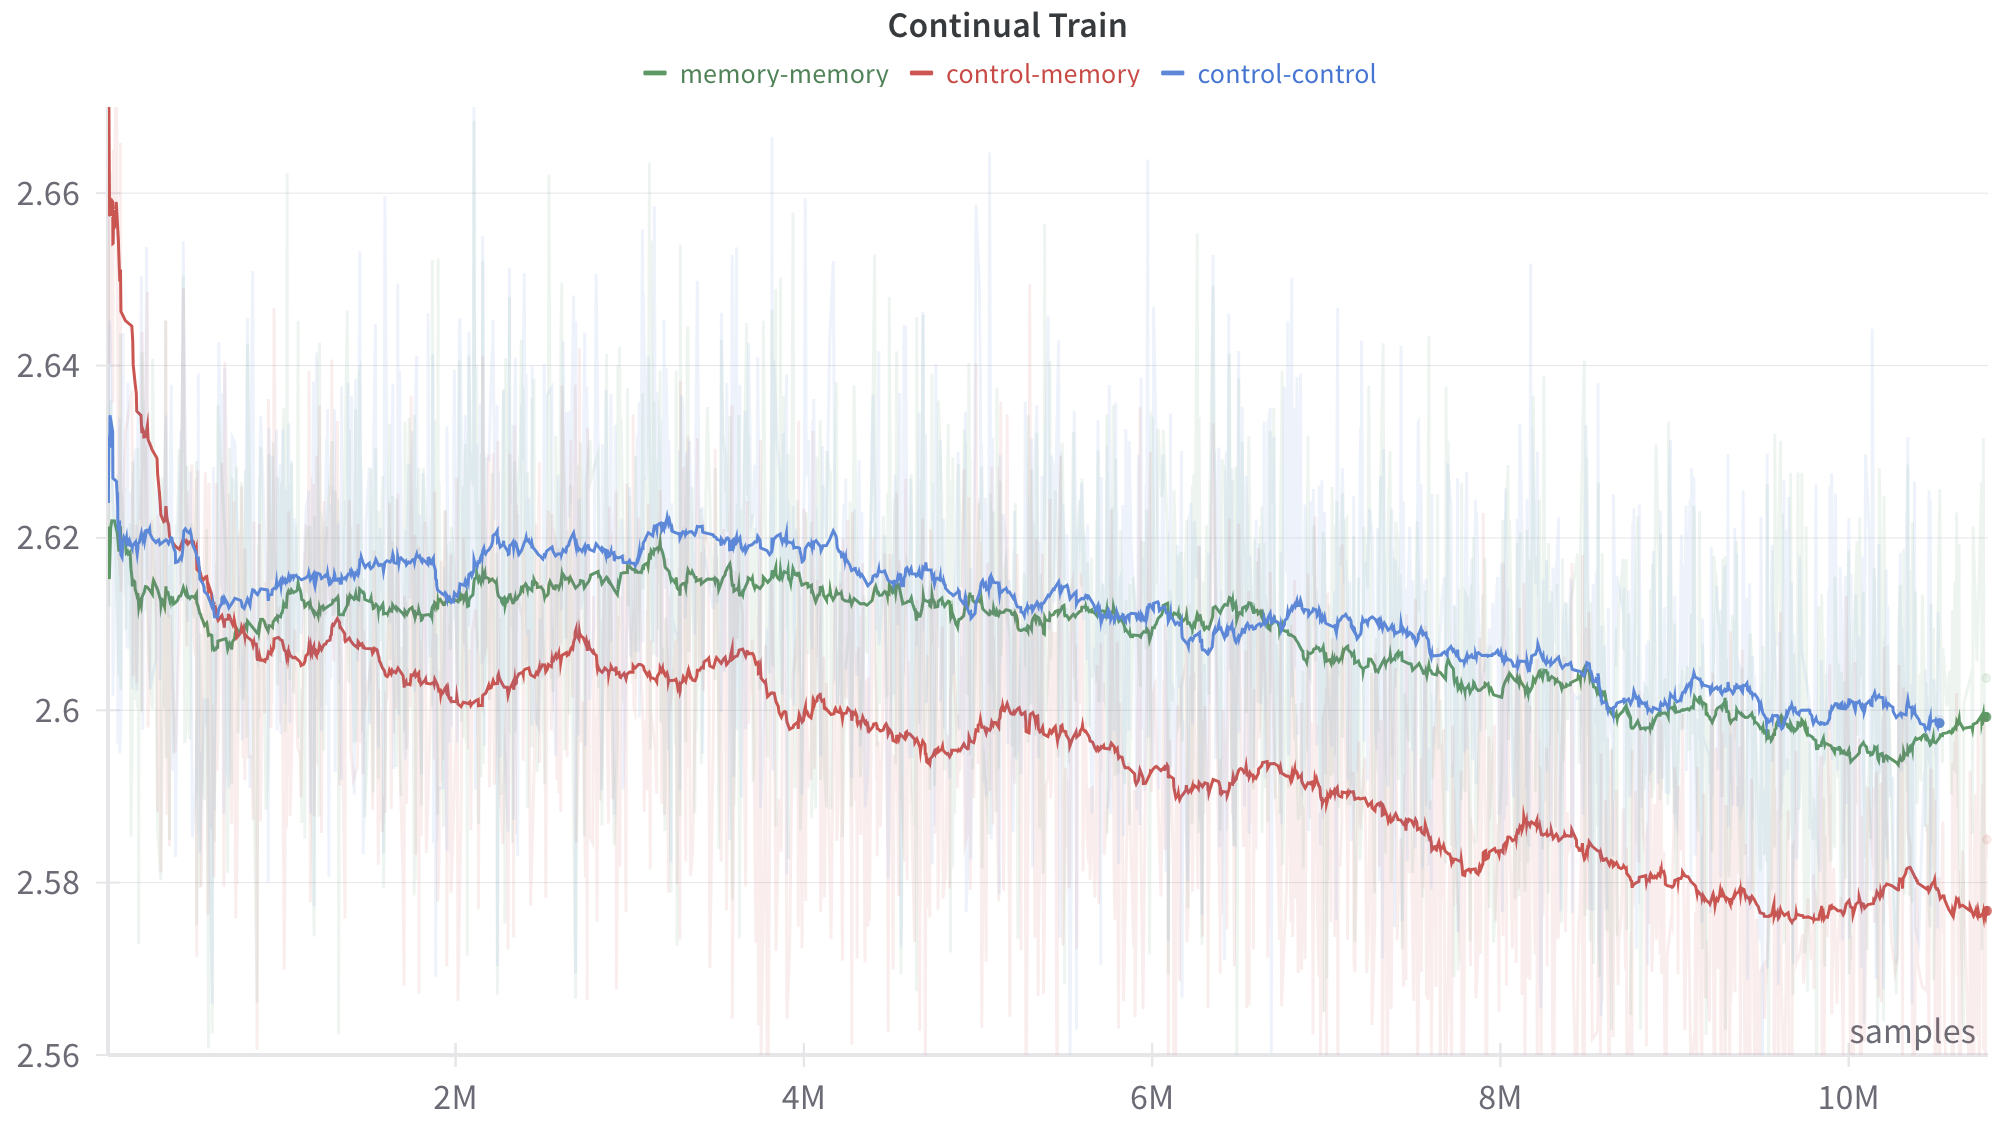 Continual Train
memory-memory control-memory control-control
2.66
2.64
2.62
2.6
2.58
2.56
samples
2M 4M 6M 8M 10M